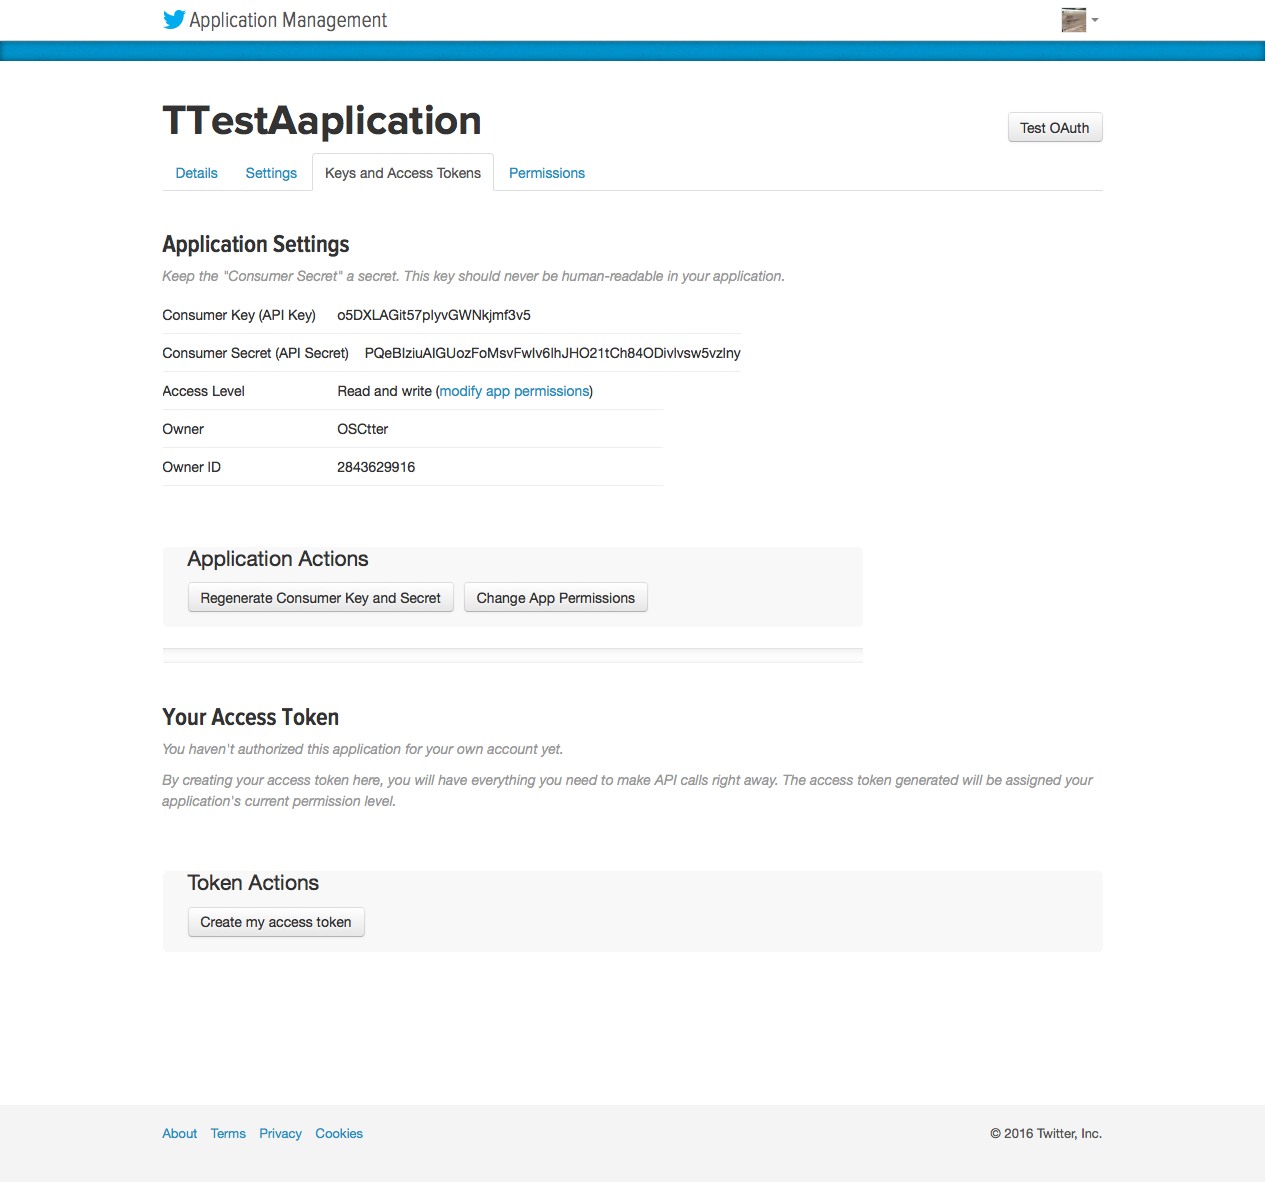 Application Management
TTestAaplication
Test OAuth
Details Settings Keys and Access Tokens Permissions
Application Settings
Keep the "Consumer Secret" a secret. This key should never be human-readable in your application.
Consumer Key (API Key) o5DXLAGit57plyvGWNkjmf3v5
Consumer Secret (API Secret) PQeBIziuAIGUozFoMsvFwIv6IhJHO21tCh84ODivIvsw5vzIny
Access Level Read and write (modify app permissions)
Owner OSCtter
Owner ID 2843629916
Application Actions
Regenerate Consumer Key and Secret Change App Permissions
Your Access Token
You haven't authorized this application for your own account yet.
By creating your access token here, you will have everything you need to make API calls right away. The access token generated will be assigned your
application's current permission level.
Token Actions
Create my access token
About Terms Privacy Cookies © 2016 Twitter, Inc.